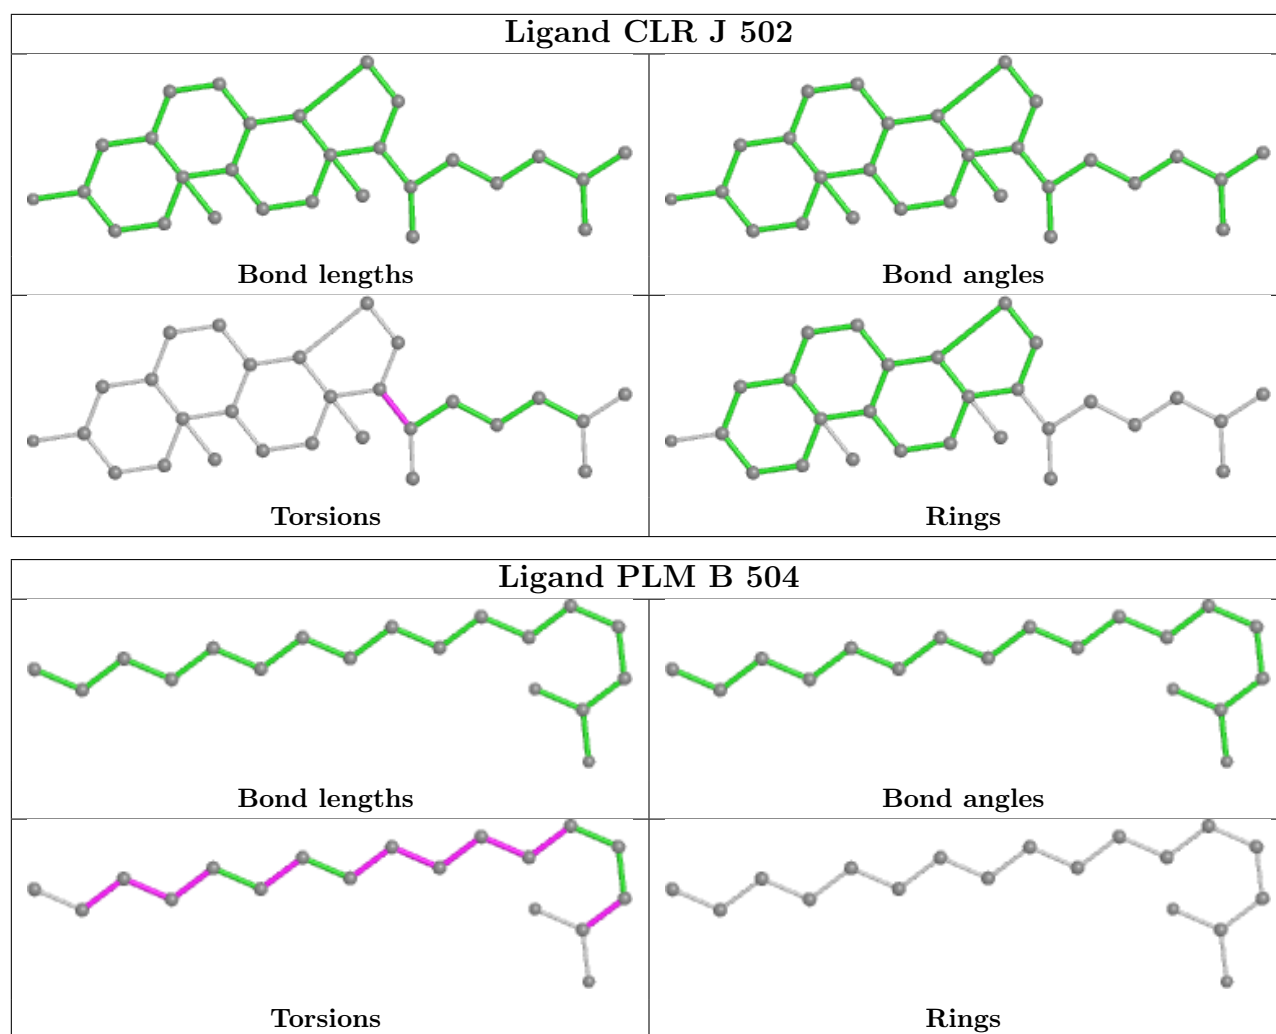 Ligand CLR J 502
Bond lengths
Bond angles
Torsions
Rings
Ligand PLM B 504
Bond lengths
Bond angles
Torsions
Rings